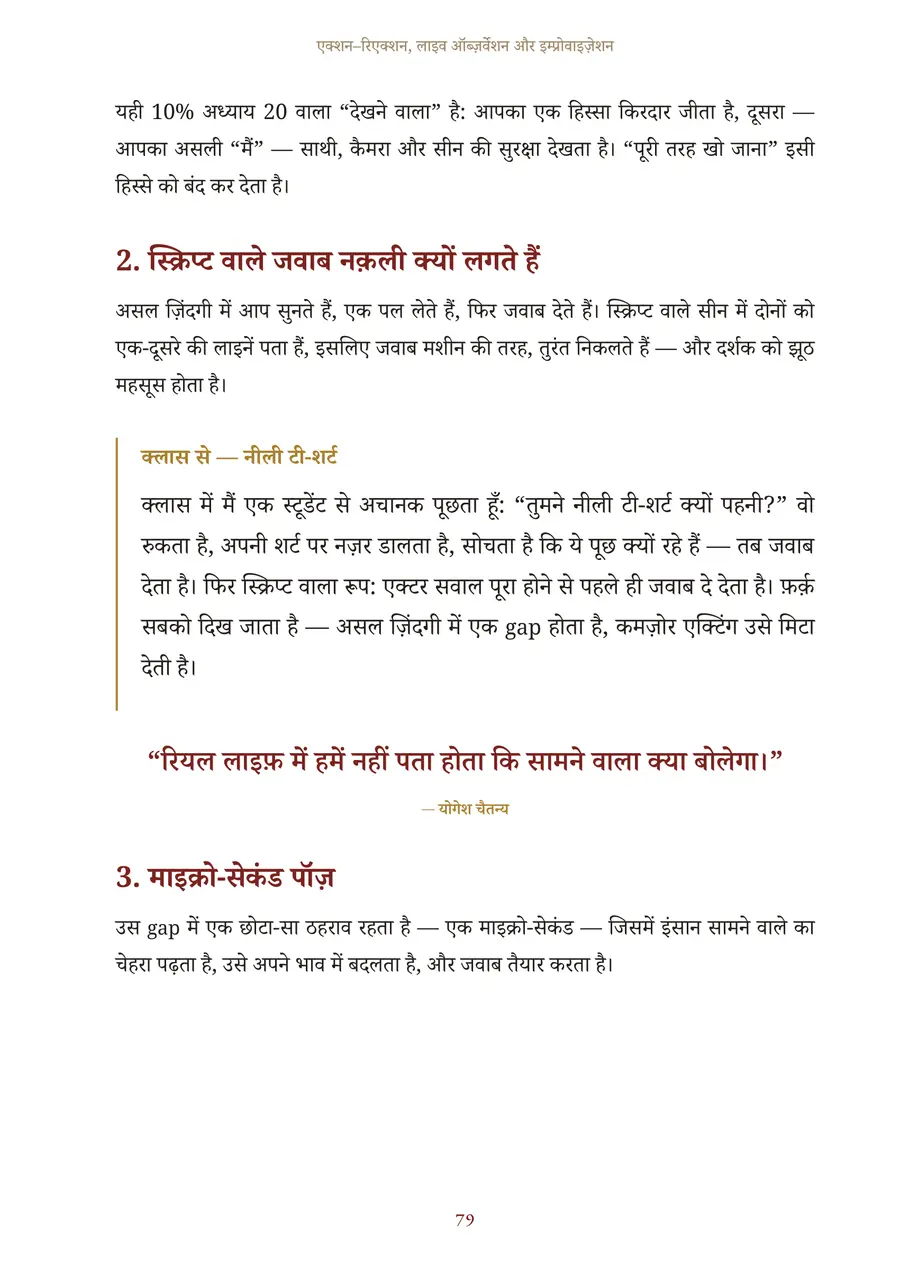 एक्शन–रिएक्शन, लाइव ऑब्ज़र्वेशन और इम्प्रोवाइज़ेशन
यही 10% अध्याय 20 वाला “देखने वाला” है: आपका एक हिस्सा किरदार जीता है, दूसरा —
आपका असली “मैं” — साथी, कैमरा और सीन की सुरक्षा देखता है। “पूरी तरह खो जाना” इसी
हिस्से को बंद कर देता है।
2. स्क्रिप्ट वाले जवाब नक़ली क्यों लगते हैं
असल ज़िंदगी में आप सुनते हैं, एक पल लेते हैं, फिर जवाब देते हैं। स्क्रिप्ट वाले सीन में दोनों को
एक-दूसरे की लाइनें पता हैं, इसलिए जवाब मशीन की तरह, तुरंत निकलते हैं — और दर्शक को झूठ
महसूस होता है।
क्लास से — नीली टी-शर्ट
क्लास में मैं एक स्टूडेंट से अचानक पूछता हूँ: “तुमने नीली टी-शर्ट क्यों पहनी?” वो
रुकता है, अपनी शर्ट पर नज़र डालता है, सोचता है कि ये पूछ क्यों रहे हैं — तब जवाब
देता है। फिर स्क्रिप्ट वाला रूप: एक्टर सवाल पूरा होने से पहले ही जवाब दे देता है। फ़र्क़
सबको दिख जाता है — असल ज़िंदगी में एक gap होता है, कमज़ोर एक्टिंग उसे मिटा
देती है।
“रियल लाइफ़ में हमें नहीं पता होता कि सामने वाला क्या बोलेगा।”
— योगेश चैतन्य
3. माइक्रो-सेकंड पॉज़
उस gap में एक छोटा-सा ठहराव रहता है — एक माइक्रो-सेकंड — जिसमें इंसान सामने वाले का
चेहरा पढ़ता है, उसे अपने भाव में बदलता है, और जवाब तैयार करता है।
79